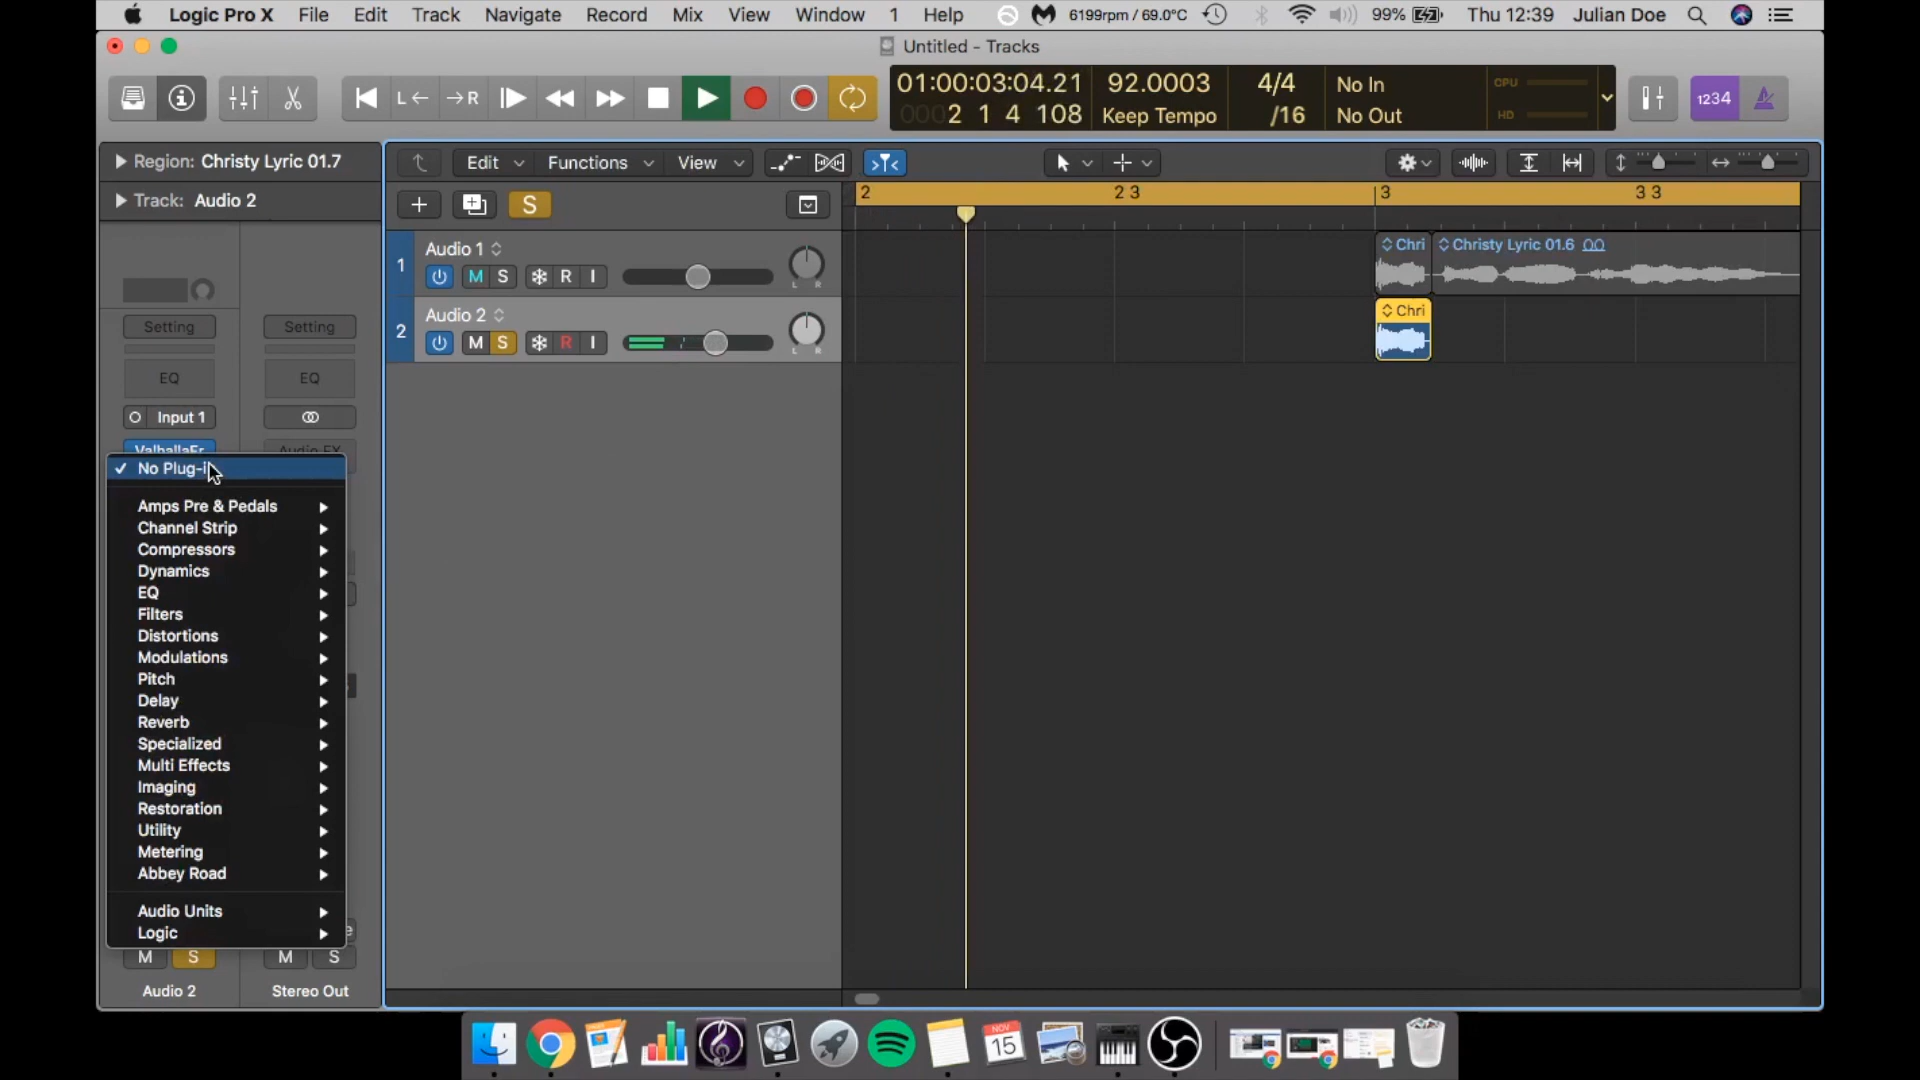 Logic Pro X File Edit Track Navigate Record Mix View Window 1 Help 6199rpm / 69.0°C 99% Thu 12:39 Julian Doe
Untitled - Tracks
L R 01:00:03:04.21 92.0003 4/4 No In CPU
0002 1 4 108 Keep Tempo /16 No Out HD
1234
Region: Christy Lyric 01.7
Edit Functions View
Track: Audio 2
S
2 2 3 3 3 3
1 Audio 1
M S R I
L R
Chri Christy Lyric 01.6
2 Audio 2
M S R I
L R
Chri
Setting Setting
EQ EQ
Input 1
ValhallaFr Audio FX
No Plug-i
Amps Pre & Pedals
Channel Strip
Compressors
Dynamics
EQ
Filters
Distortions
Modulations
Pitch
Delay
Reverb
Specialized
Multi Effects
Imaging
Restoration
Utility
Metering
Abbey Road
Audio Units
Logic
M S M S
Audio 2 Stereo Out
NOV
15